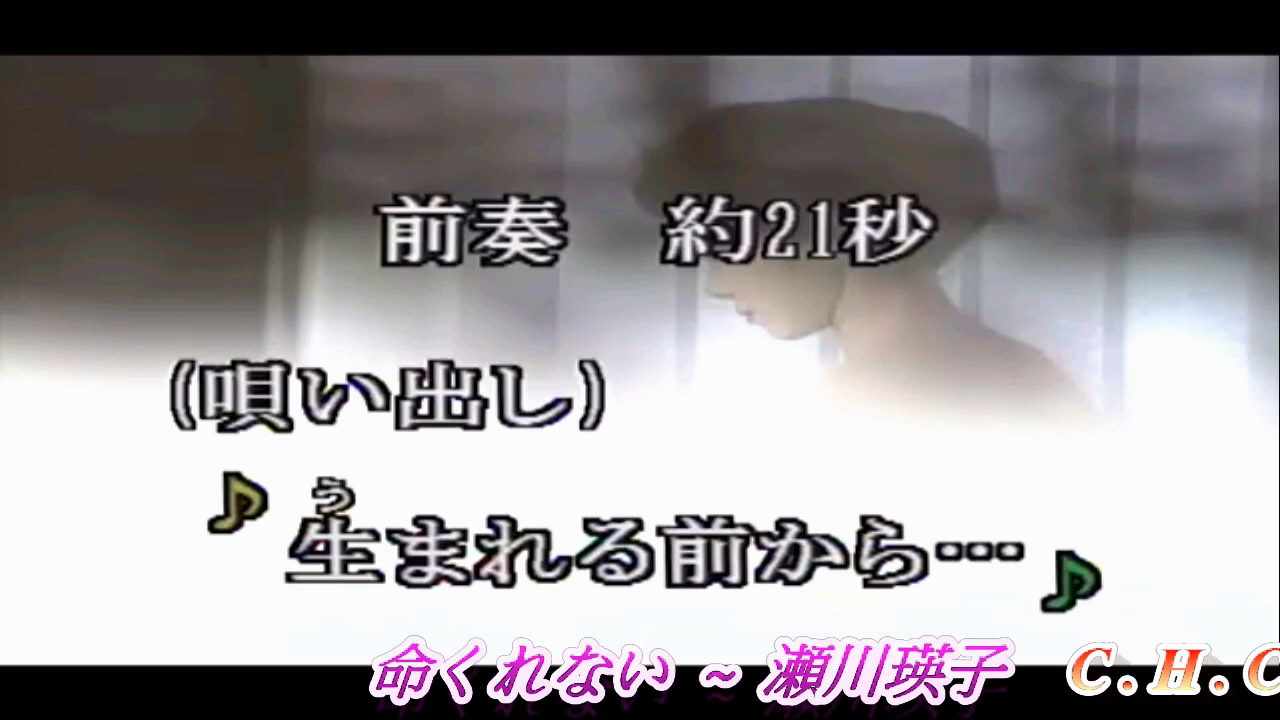 前奏　約21秒
(唄い出し)
う
♪ 生まれる前から… ♪
命くれない ~ 瀬川瑛子 C.H.C